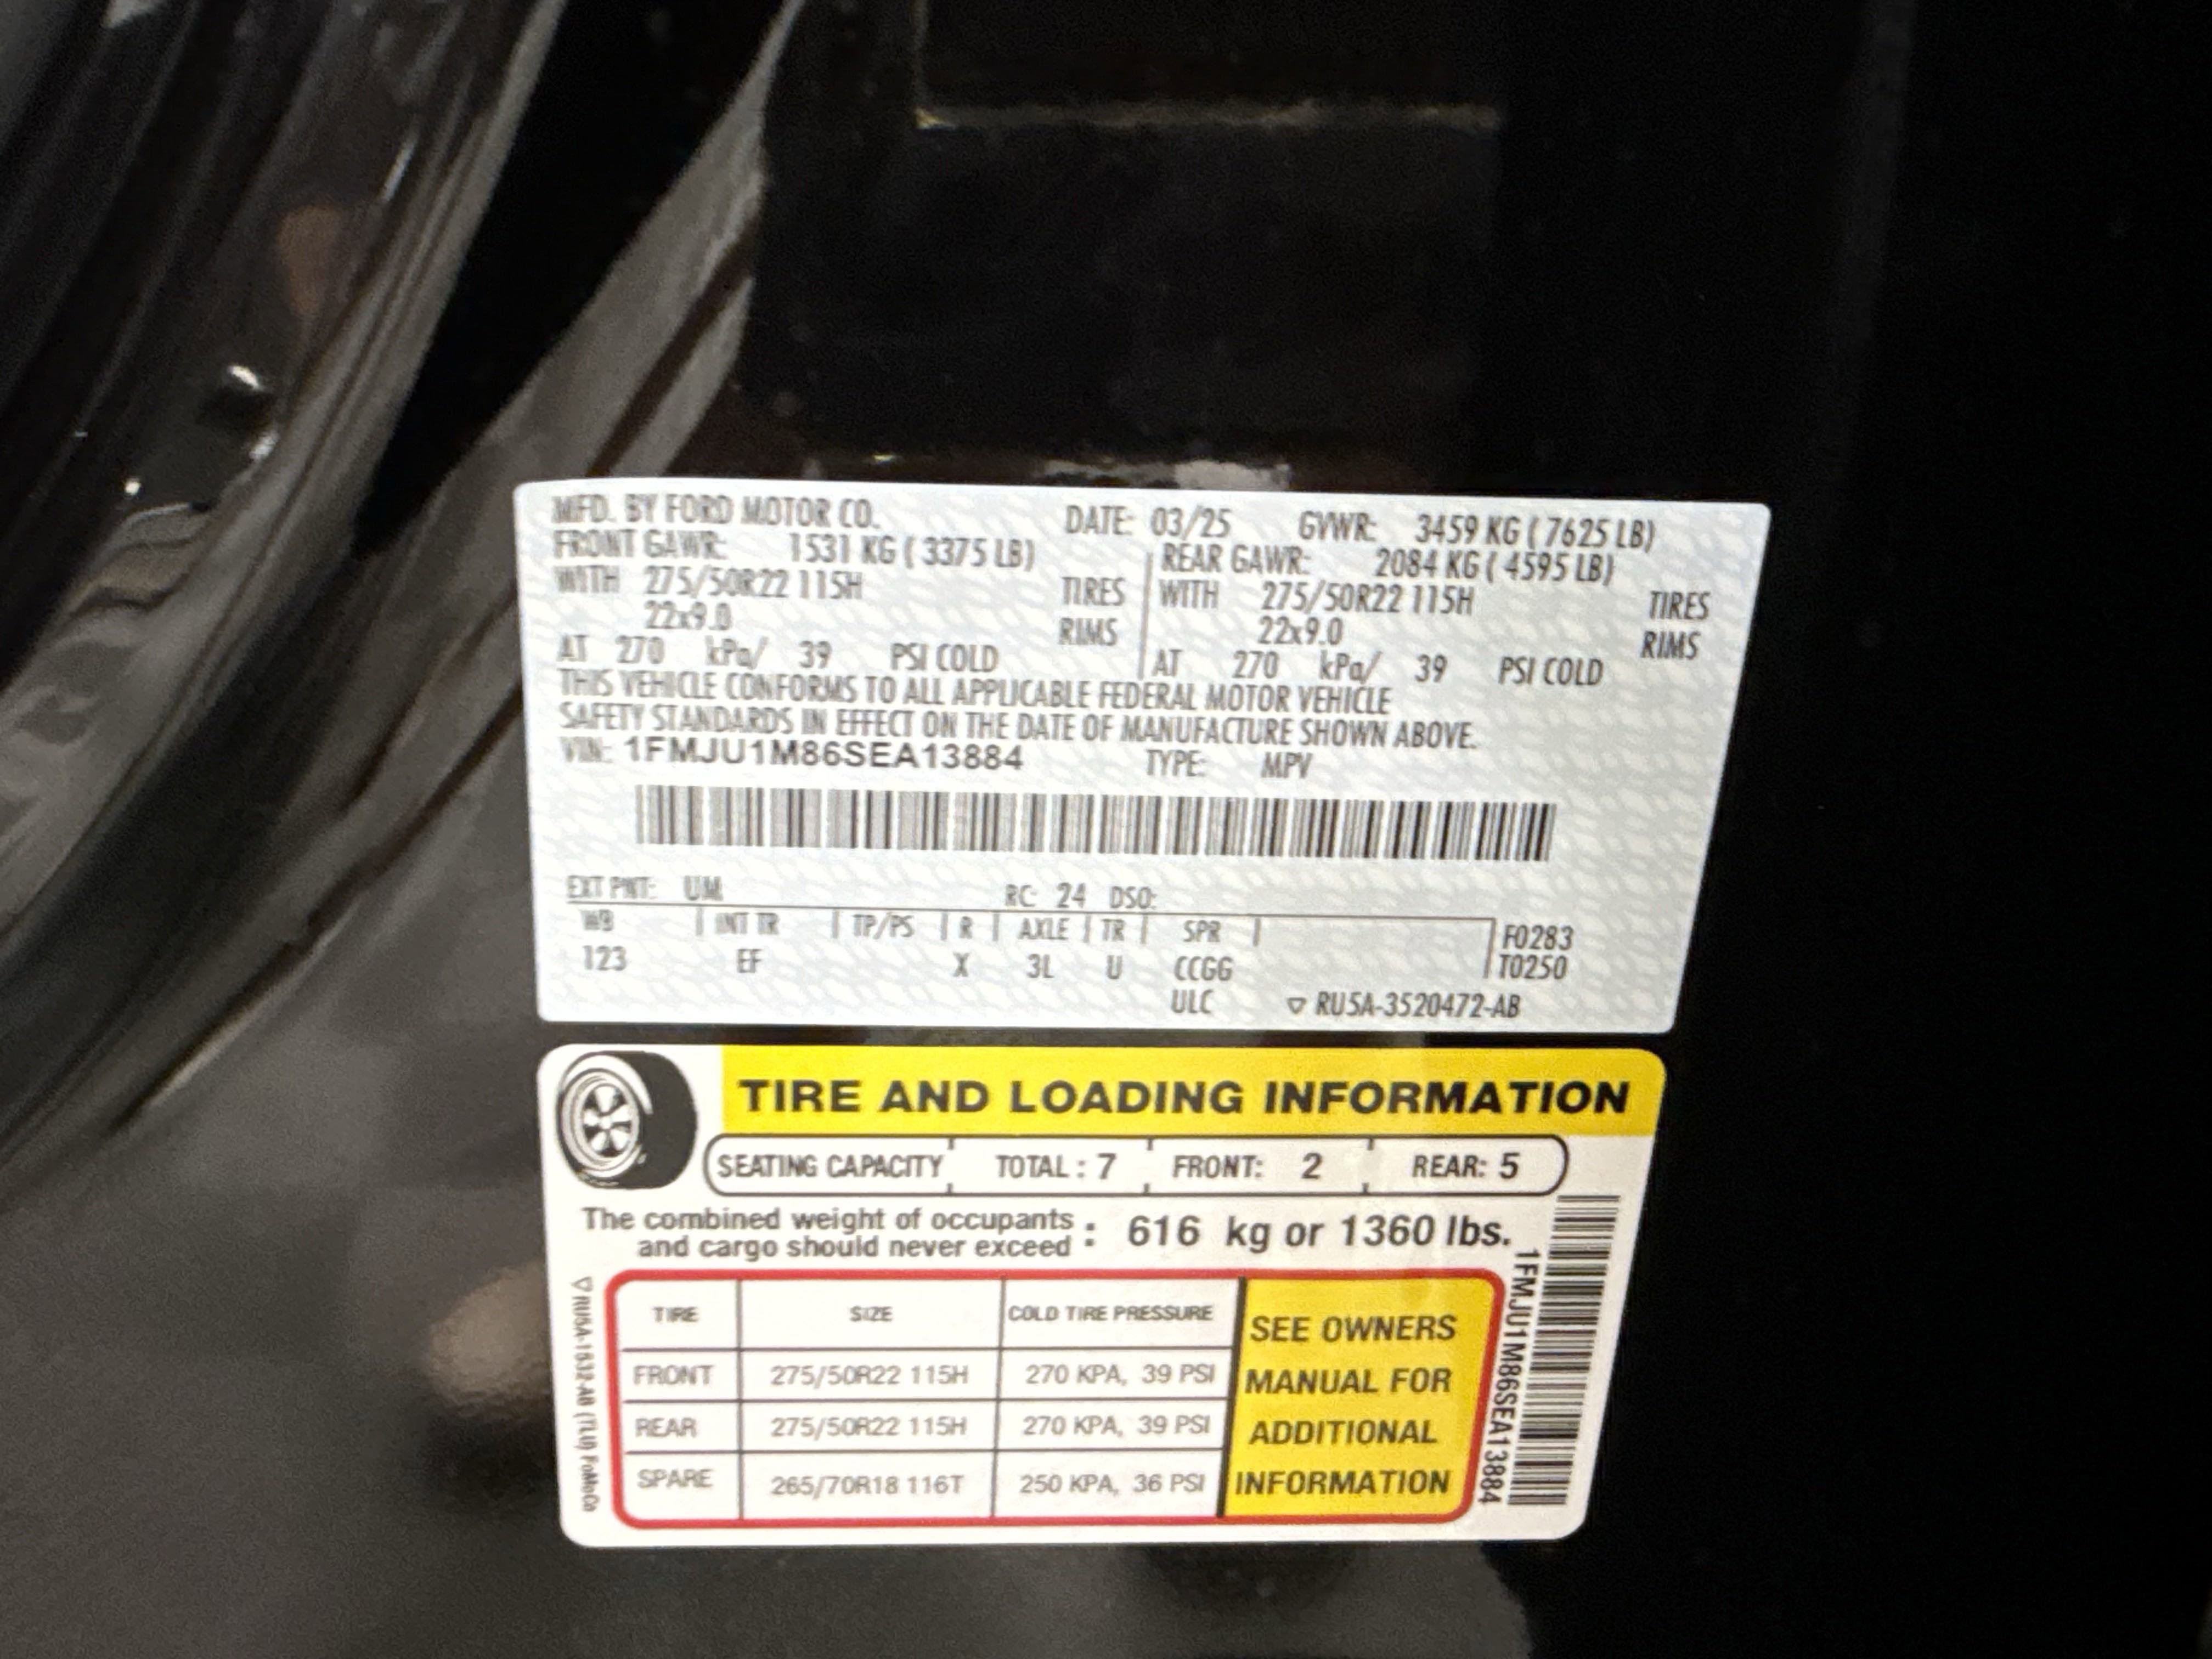 MFD. BY FORD MOTOR CO. DATE: 03/25 GVWR: 3459 KG ( 7625 LB)
FRONT GAWR: 1531 KG ( 3375 LB) REAR GAWR: 2084 KG ( 4595 LB)
WITH 275/50R22 115H TIRES WITH 275/50R22 115H TIRES
22x9.0 RIMS 22x9.0 RIMS
AT 270 kPa/ 39 PSI COLD AT 270 kPa/ 39 PSI COLD
THIS VEHICLE CONFORMS TO ALL APPLICABLE FEDERAL MOTOR VEHICLE
SAFETY STANDARDS IN EFFECT ON THE DATE OF MANUFACTURE SHOWN ABOVE.
VIN: 1FMJU1M86SEA13884 TYPE: MPV
EXT PNT: UM RC: 24 DSO:
WB INT TR TP/PS R AXLE TR SPR F0283
123 EF X 3L U CCGG T0250
ULC ▽ RU5A-3520472-AB
TIRE AND LOADING INFORMATION
SEATING CAPACITY TOTAL : 7 FRONT: 2 REAR: 5
The combined weight of occupants
and cargo should never exceed : 616 kg or 1360 lbs.
TIRE SIZE COLD TIRE PRESSURE
FRONT 275/50R22 115H 270 KPA, 39 PSI
REAR 275/50R22 115H 270 KPA, 39 PSI
SPARE 265/70R18 116T 250 KPA, 36 PSI
SEE OWNERS
MANUAL FOR
ADDITIONAL
INFORMATION
1FMJU1M86SEA13884
▽ RU5A-1532-AB (TLI) FoMoCo